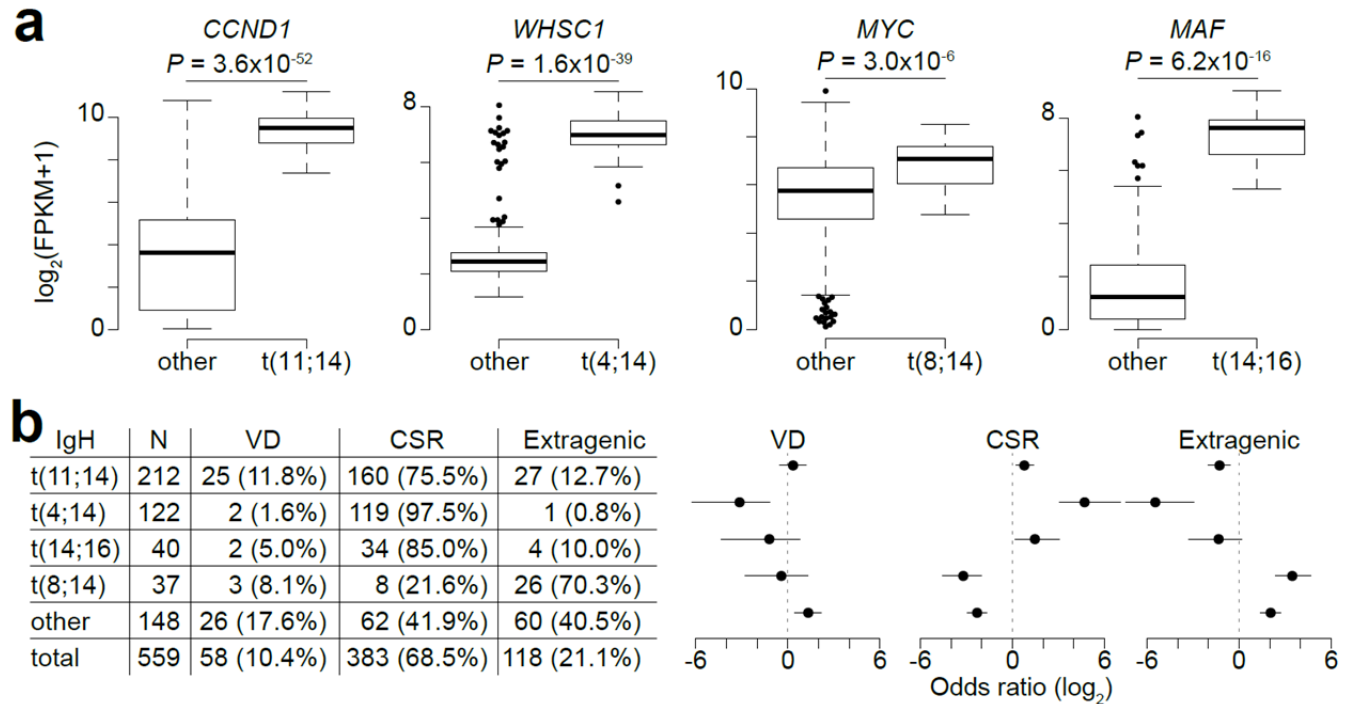 a
CCND1 WHSC1 MYC MAF
P = 3.6x10-52 P = 1.6x10-39 P = 3.0x10-6 P = 6.2x10-16
log2(FPKM+1)
10 8 10 8
0 0 0 0
other t(11;14) other t(4;14) other t(8;14) other t(14;16)
b
IgH N VD CSR Extragenic VD CSR Extragenic
t(11;14) 212 25 (11.8%) 160 (75.5%) 27 (12.7%)
t(4;14) 122 2 (1.6%) 119 (97.5%) 1 (0.8%)
t(14;16) 40 2 (5.0%) 34 (85.0%) 4 (10.0%)
t(8;14) 37 3 (8.1%) 8 (21.6%) 26 (70.3%)
other 148 26 (17.6%) 62 (41.9%) 60 (40.5%)
total 559 58 (10.4%) 383 (68.5%) 118 (21.1%)
-6 0 6 -6 0 6 -6 0 6
Odds ratio (log2)